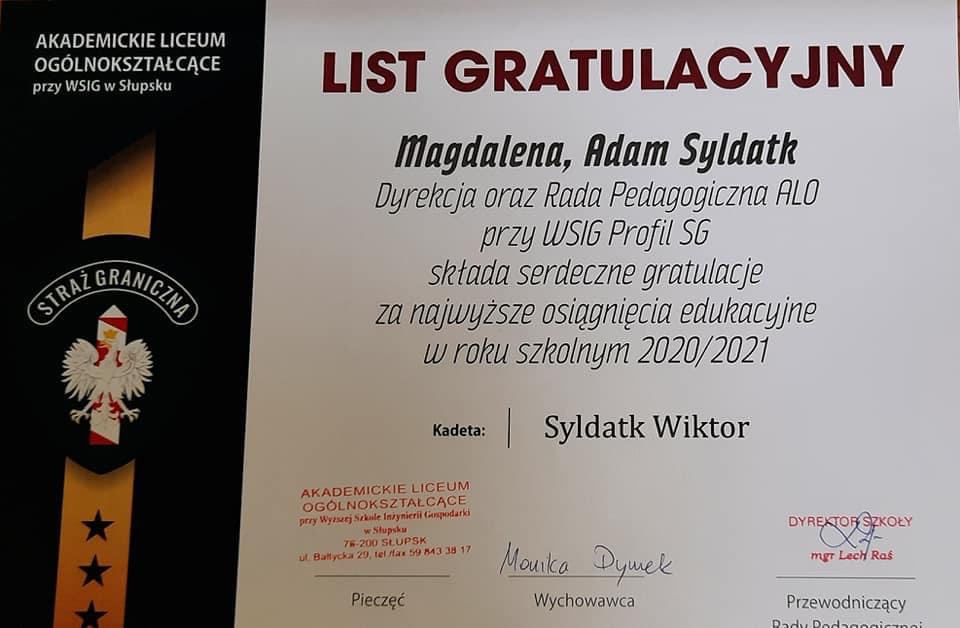 AKADEMICKIE LICEUM
OGÓLNOKSZTAŁCĄCE
przy WSIG w Słupsku
STRAŻ GRANICZNA
LIST GRATULACYJNY
Magdalena, Adam Syldatk
Dyrekcja oraz Rada Pedagogiczna ALO
przy WSIG Profil SG
składa serdeczne gratulacje
za najwyższe osiągnięcia edukacyjne
w roku szkolnym 2020/2021
Kadeta: Syldatk Wiktor
AKADEMICKIE LICEUM
OGÓLNOKSZTAŁCĄCE
przy Wyższej Szkole Inżynierii Gospodarki
w Słupsku
76-200 SŁUPSK
ul. Bałtycka 29, tel./fax 59 843 38 17
Pieczęć
Monika Dymek
Wychowawca
DYREKTOR SZKOŁY
mgr Lech Raś
Przewodniczący
Rady Pedagogicznej